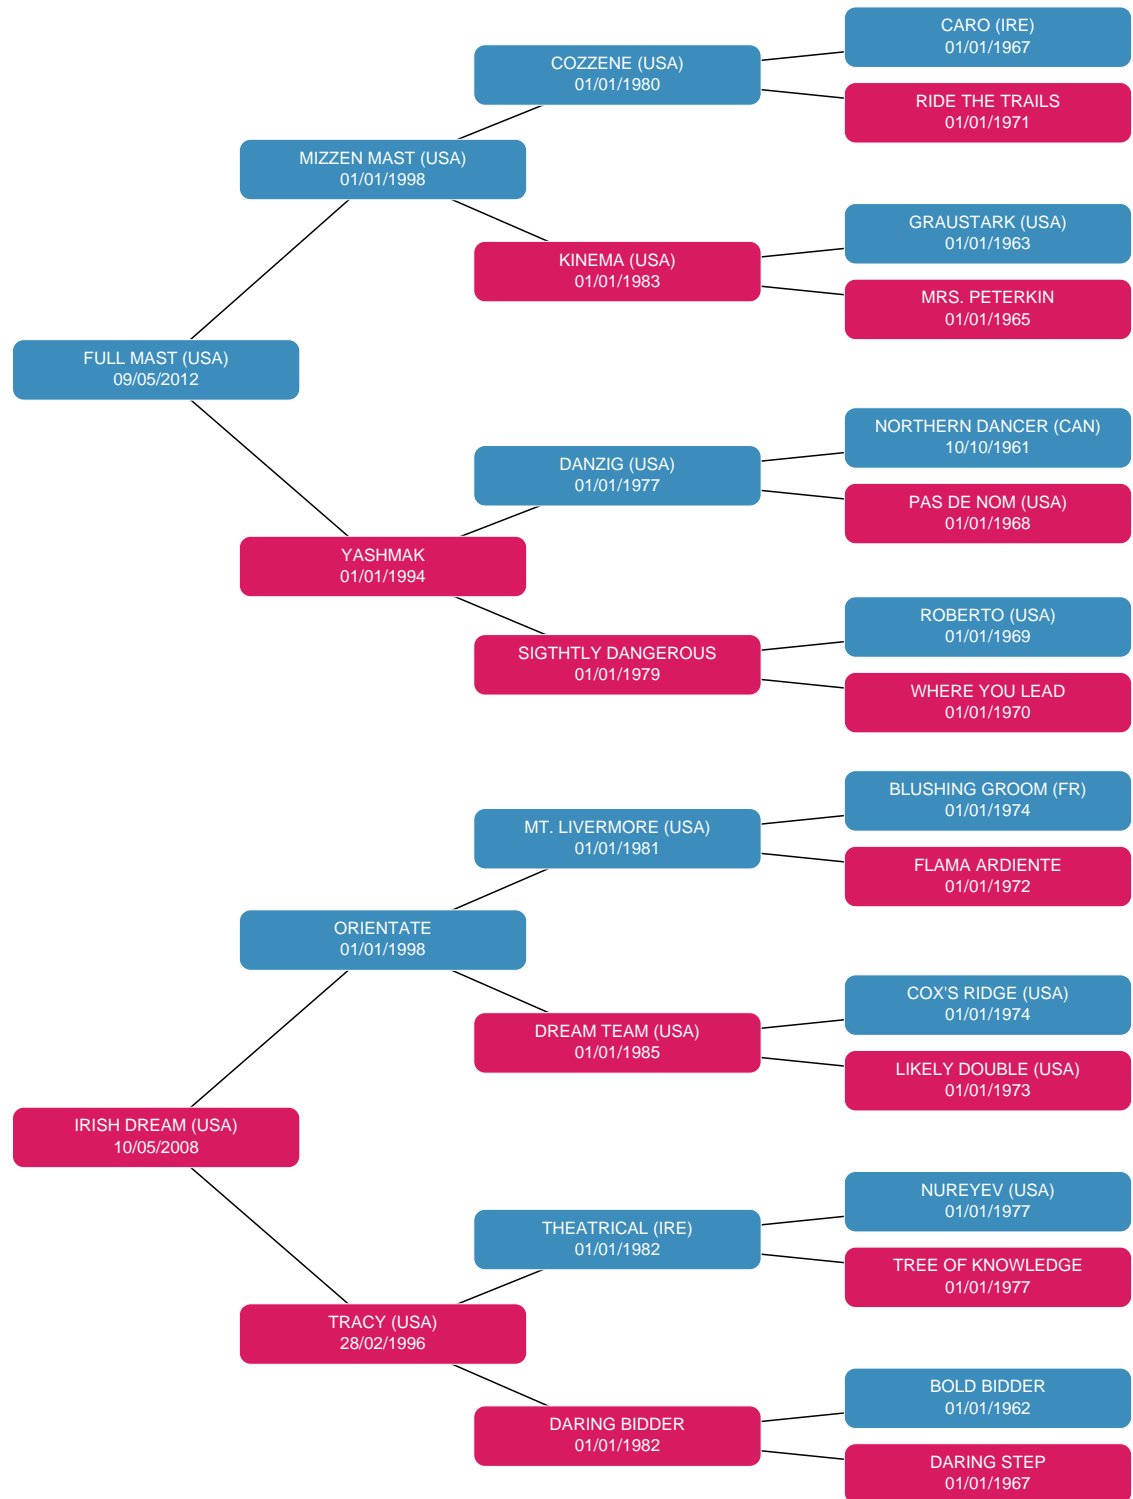 CARO (IRE)
01/01/1967
COZZENE (USA)
01/01/1980
RIDE THE TRAILS
01/01/1971
MIZZEN MAST (USA)
01/01/1998
GRAUSTARK (USA)
01/01/1963
KINEMA (USA)
01/01/1983
MRS. PETERKIN
01/01/1965
FULL MAST (USA)
09/05/2012
NORTHERN DANCER (CAN)
10/10/1961
DANZIG (USA)
01/01/1977
PAS DE NOM (USA)
01/01/1968
YASHMAK
01/01/1994
ROBERTO (USA)
01/01/1969
SIGTHTLY DANGEROUS
01/01/1979
WHERE YOU LEAD
01/01/1970
BLUSHING GROOM (FR)
01/01/1974
MT. LIVERMORE (USA)
01/01/1981
FLAMA ARDIENTE
01/01/1972
ORIENTATE
01/01/1998
COX'S RIDGE (USA)
01/01/1974
DREAM TEAM (USA)
01/01/1985
LIKELY DOUBLE (USA)
01/01/1973
IRISH DREAM (USA)
10/05/2008
NUREYEV (USA)
01/01/1977
THEATRICAL (IRE)
01/01/1982
TREE OF KNOWLEDGE
01/01/1977
TRACY (USA)
28/02/1996
BOLD BIDDER
01/01/1962
DARING BIDDER
01/01/1982
DARING STEP
01/01/1967